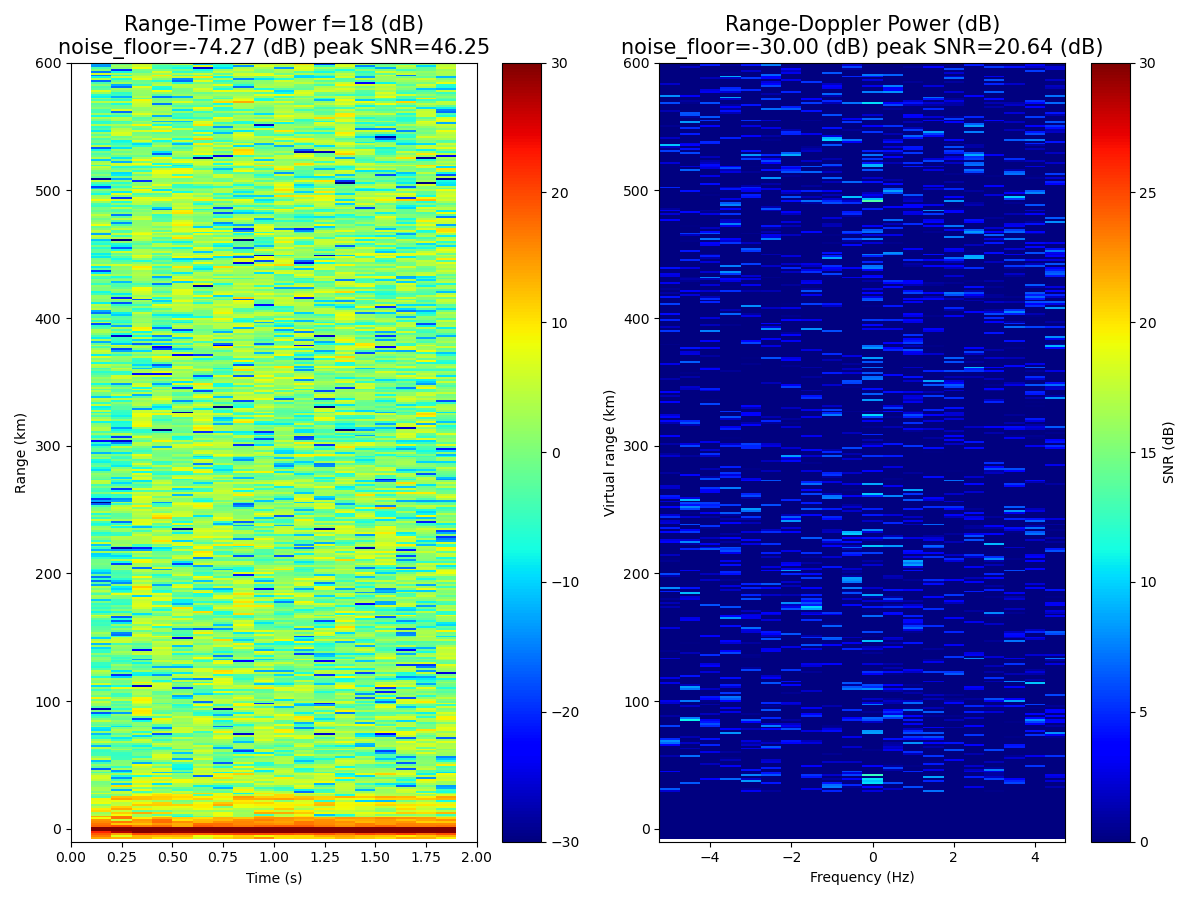 Range-Time Power f=18 (dB)
noise_floor=-74.27 (dB) peak SNR=46.25
Range (km)
600
500
400
300
200
100
0
0.00 0.25 0.50 0.75 1.00 1.25 1.50 1.75 2.00
Time (s)
30
20
10
0
−10
−20
−30
Range-Doppler Power (dB)
noise_floor=-30.00 (dB) peak SNR=20.64 (dB)
Virtual range (km)
600
500
400
300
200
100
0
−4 −2 0 2 4
Frequency (Hz)
30
25
20
15
10
5
0
SNR (dB)